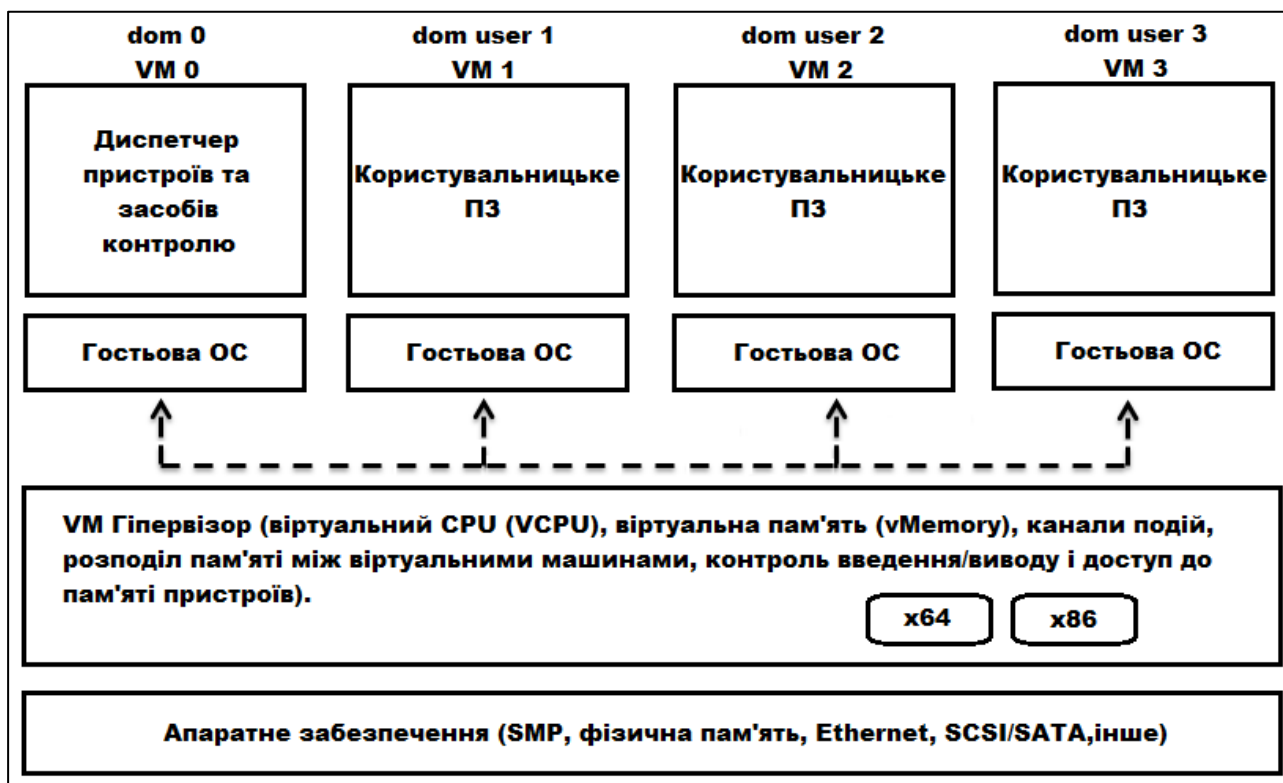 dom 0
VM 0
dom user 1
VM 1
dom user 2
VM 2
dom user 3
VM 3
Диспетчер
пристроїв та
засобів
контролю
Користувальницьке
ПЗ
Користувальницьке
ПЗ
Користувальницьке
ПЗ
Гостьова ОС
Гостьова ОС
Гостьова ОС
Гостьова ОС
VM Гіпервізор (віртуальний CPU (VCPU), віртуальна пам'ять (vMemory), канали подій,
розподіл пам'яті між віртуальними машинами, контроль введення/виводу і доступ до
пам'яті пристроїв).
x64
x86
Апаратне забезпечення (SMP, фізична пам'ять, Ethernet, SCSI/SATA,інше)